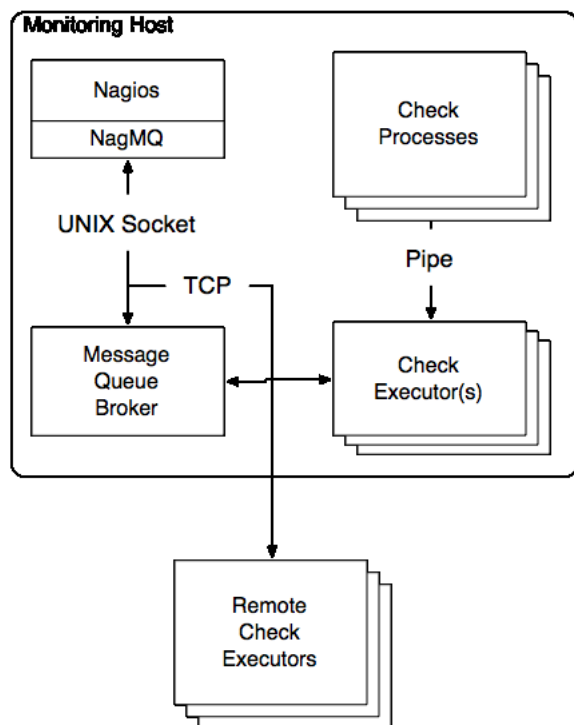 Monitoring Host
Nagios
NagMQ
Check
Processes
UNIX Socket
Pipe
TCP
Message
Queue
Broker
Check
Executor(s)
Remote
Check
Executors